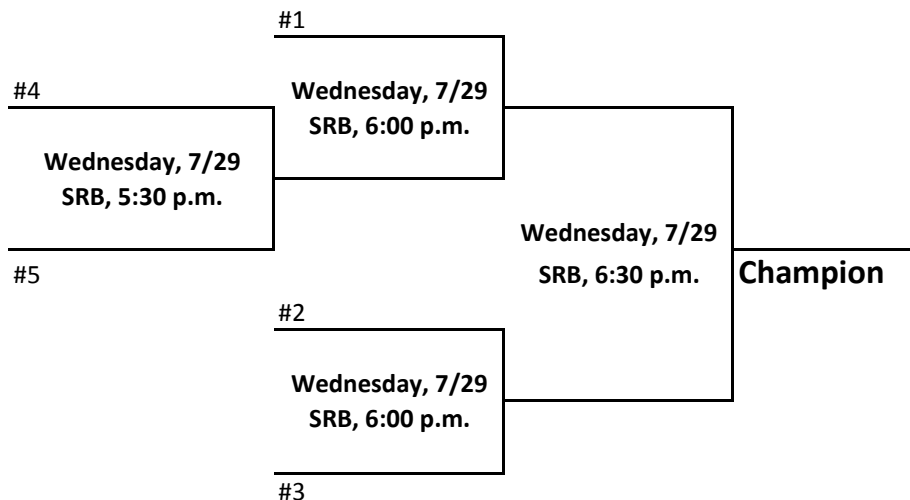 #1
Wednesday, 7/29
SRB, 6:00 p.m.
#4
Wednesday, 7/29
SRB, 5:30 p.m.
#5
Wednesday, 7/29
SRB, 6:30 p.m.
Champion
#2
Wednesday, 7/29
SRB, 6:00 p.m.
#3